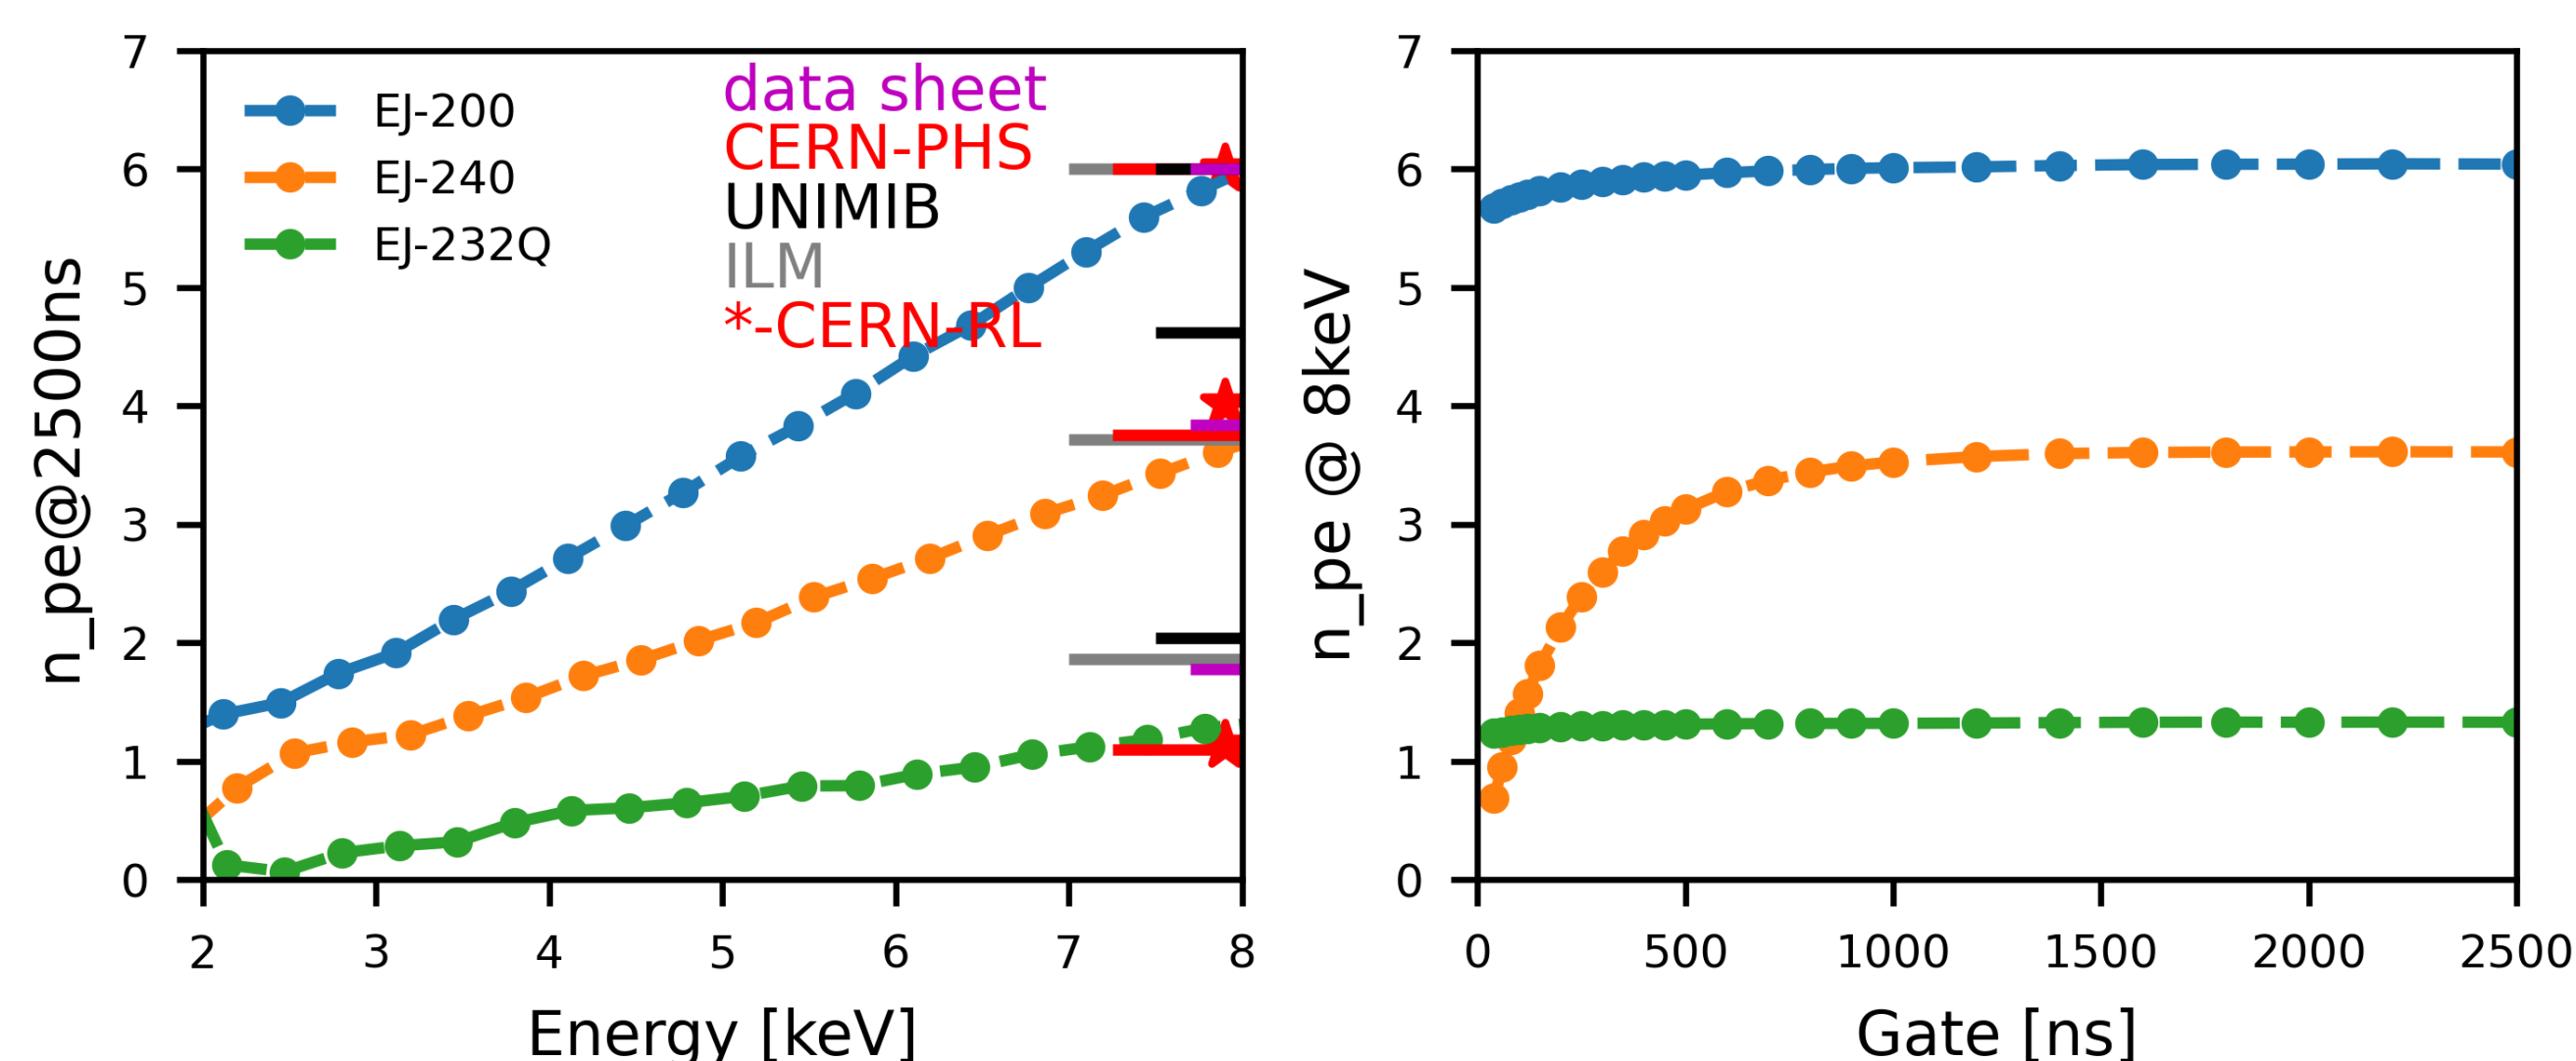 n_pe@2500ns
7
6
5
4
3
2
1
0
EJ-200
EJ-240
EJ-232Q
data sheet
CERN-PHS
UNIMIB
ILM
*-CERN-RL
2 3 4 5 6 7 8
Energy [keV]
n_pe @ 8keV
7
6
5
4
3
2
1
0
0 500 1000 1500 2000 2500
Gate [ns]